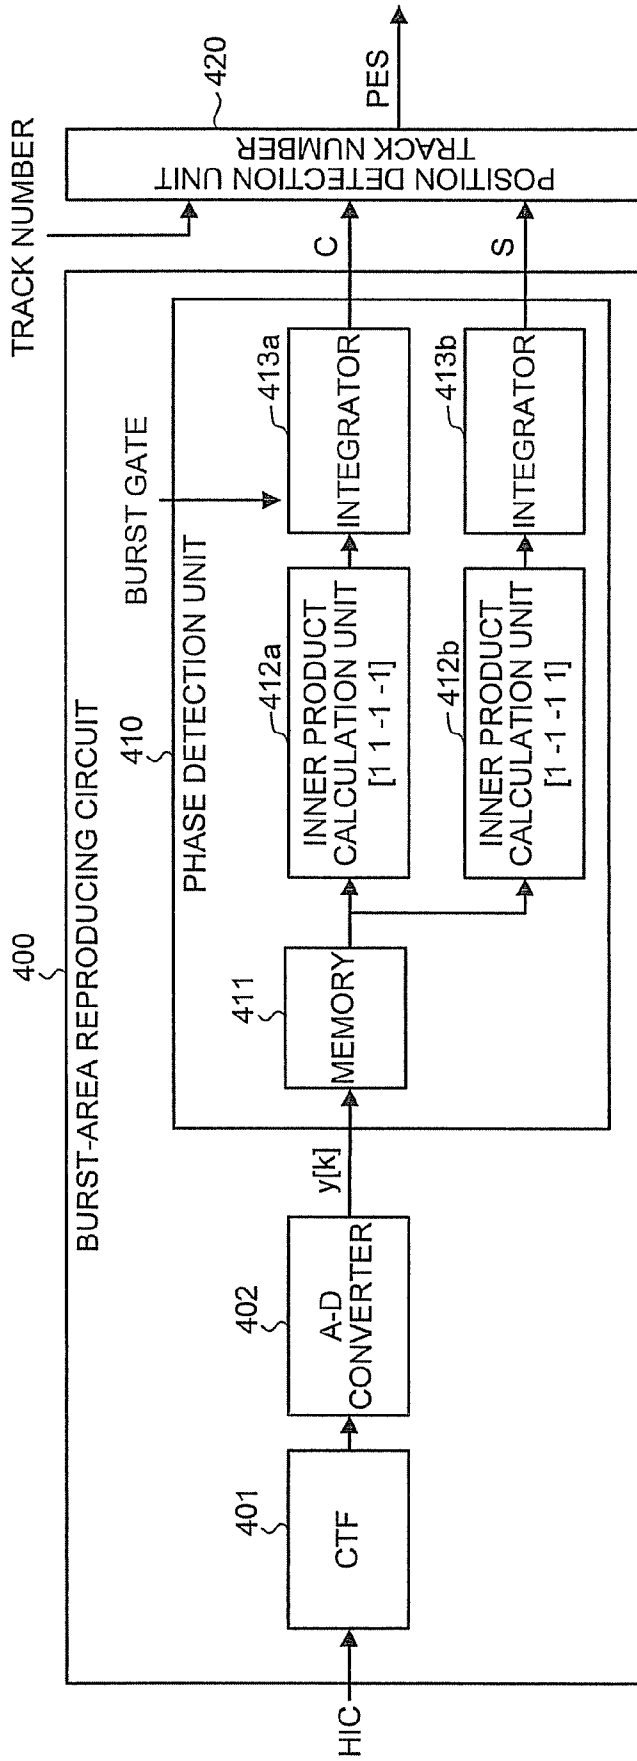 TRACK NUMBER
400
BURST-AREA REPRODUCING CIRCUIT
BURST GATE
420
410
PHASE DETECTION UNIT
401
402
411
412a
413a
HIC
CTF
A-D
CONVERTER
y[k]
MEMORY
INNER PRODUCT
CALCULATION UNIT
[1 1 -1 -1]
INTEGRATOR
C
POSITION DETECTION UNIT
TRACK NUMBER
PES
412b
413b
INNER PRODUCT
CALCULATION UNIT
[1 -1 -1 1]
INTEGRATOR
S